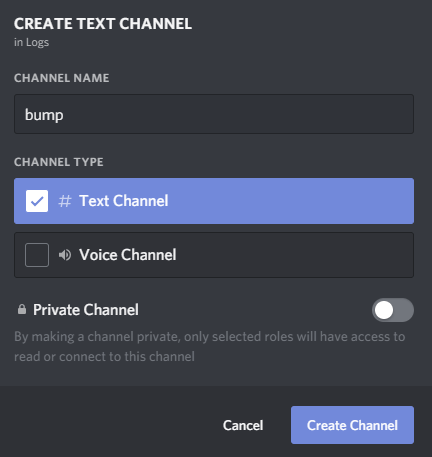 CREATE TEXT CHANNEL
in Logs
CHANNEL NAME
bump
CHANNEL TYPE
# Text Channel
Voice Channel
Private Channel
By making a channel private, only selected roles will have access to
read or connect to this channel
Cancel Create Channel